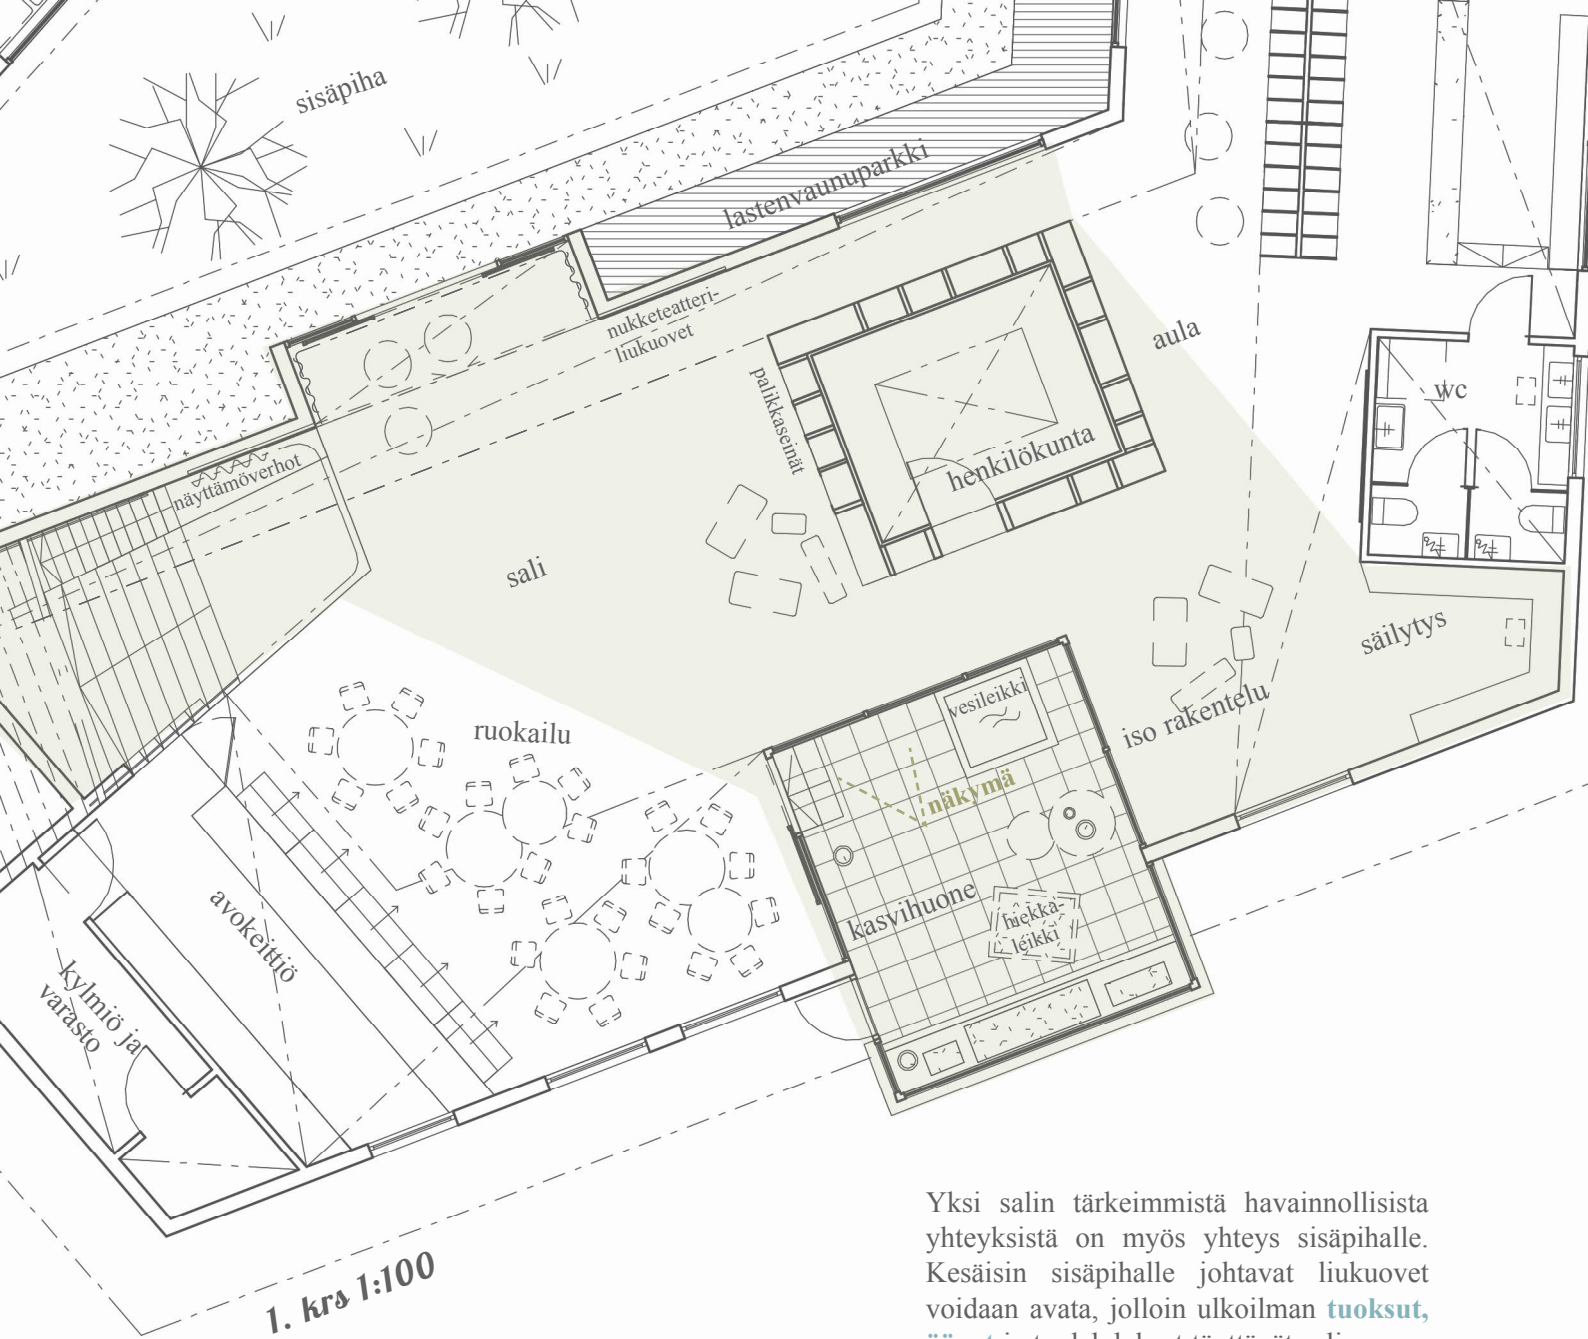 sisäpiha
lastenvaunuparkki
nukketeatteri-
liukuovet
aula
wc
palikkaseinät
henkilökunta
näyttämöverhot
sali
säilytys
vesileikki
iso rakentelu
ruokailu
näkymä
avokeittiö
kasvihuone
hiekka-
leikki
kylmiö ja
varasto
1. krs 1:100
Yksi salin tärkeimmistä havainnollisista
yhteyksistä on myös yhteys sisäpihalle.
Kesäisin sisäpihalle johtavat liukuovet
voidaan avata, jolloin ulkoilman tuoksut,